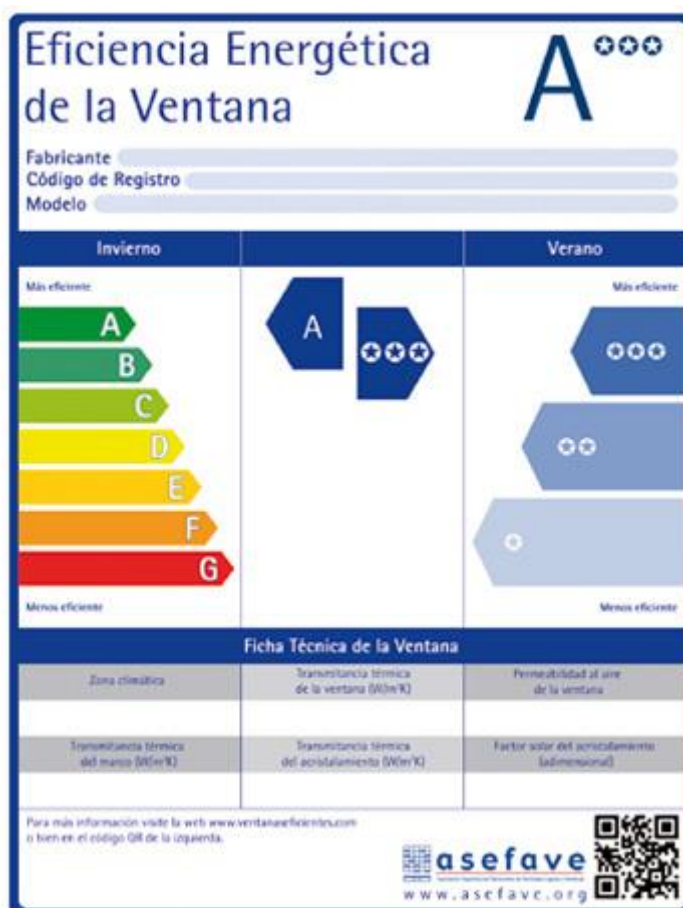 Eficiencia Energética
de la Ventana
A
Fabricante
Código de Registro
Modelo
Invierno
Verano
Más eficiente
Más eficiente
A
B
C
D
E
F
G
A
Menos eficiente
Menos eficiente
Ficha Técnica de la Ventana
Zona climática
Transmitancia térmica
de la ventana (W/m²K)
Permeabilidad al aire
de la ventana
Transmitancia térmica
del marco (W/m²K)
Transmitancia térmica
del acristalamiento (W/m²K)
Factor solar del acristalamiento
(adimensional)
Para más información visite la web www.ventanaseficientes.com
o bien en el código QR de la izquierda.
asefave
www.asefave.org